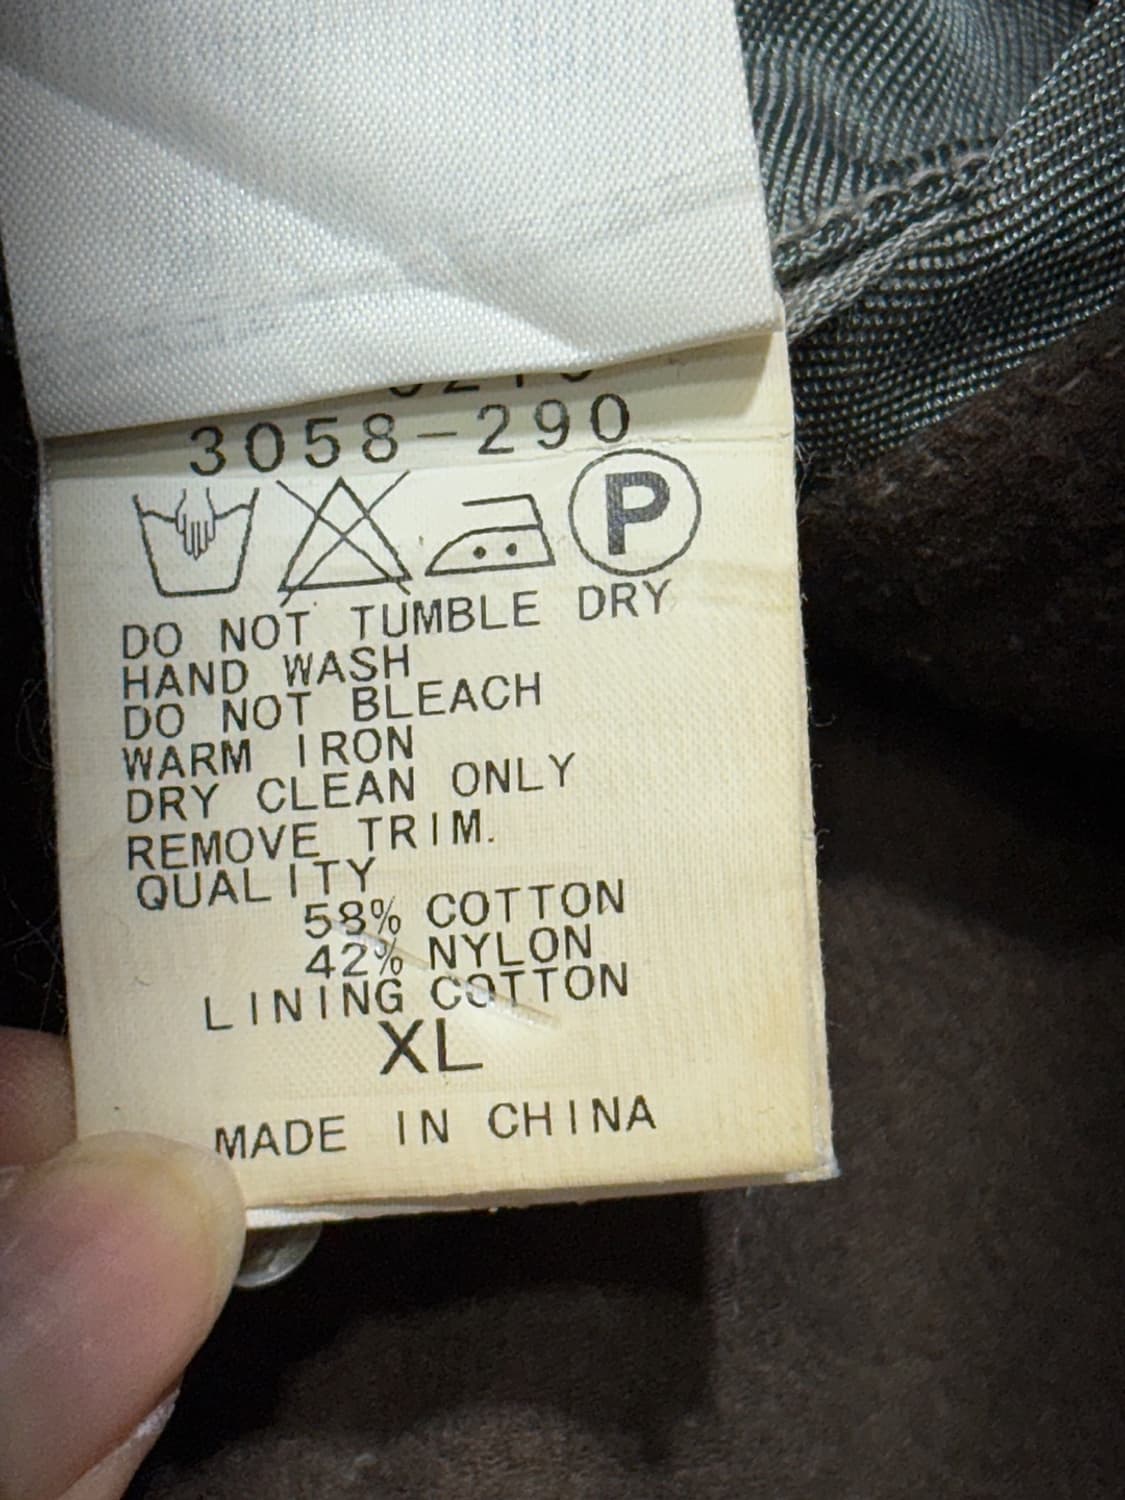 3058-290
P
DO NOT TUMBLE DRY
HAND WASH
DO NOT BLEACH
WARM IRON
DRY CLEAN ONLY
REMOVE TRIM.
QUALITY
58% COTTON
42% NYLON
LINING COTTON
XL
MADE IN CHINA